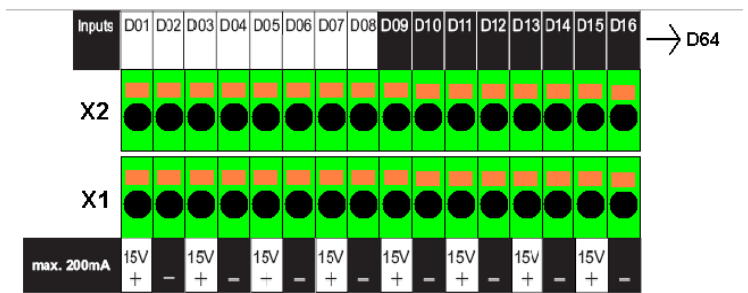 Inputs D01 D02 D03 D04 D05 D06 D07 D08 D09 D10 D11 D12 D13 D14 D15 D16 D64
X2
X1
max. 200mA 15V 15V 15V 15V 15V 15V 15V 15V
+ – + – + – + – + – + – + – + –